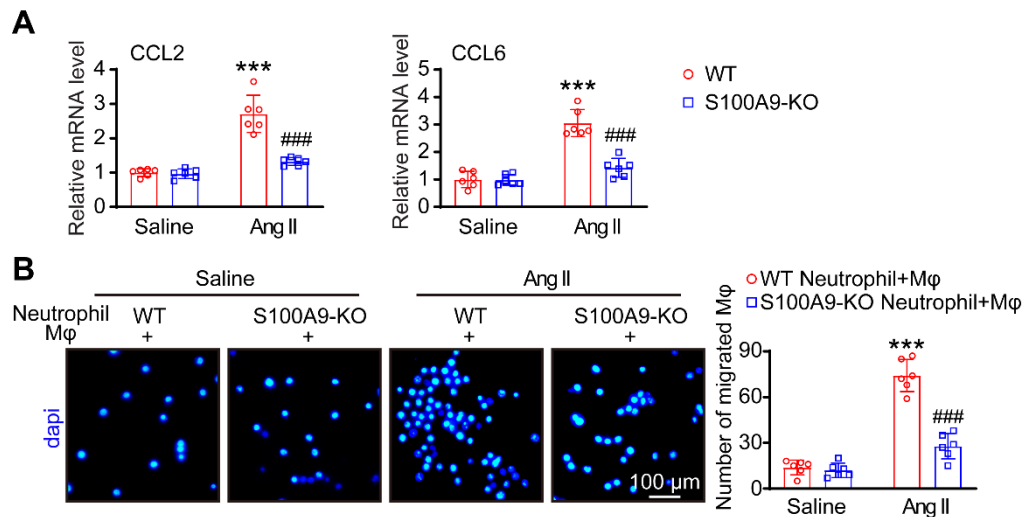 A
CCL2
Relative mRNA level
4
3
2
1
0
Saline
Ang II
***
###
CCL6
Relative mRNA level
5
4
3
2
1
0
Saline
Ang II
***
###
WT
S100A9-KO
B
Saline
Ang II
Neutrophil WT S100A9-KO WT S100A9-KO
Mφ + + + +
dapi
100 μm
WT Neutrophil+Mφ
S100A9-KO Neutrophil+Mφ
Number of migrated Mφ
90
60
30
0
***
###
Saline
Ang II